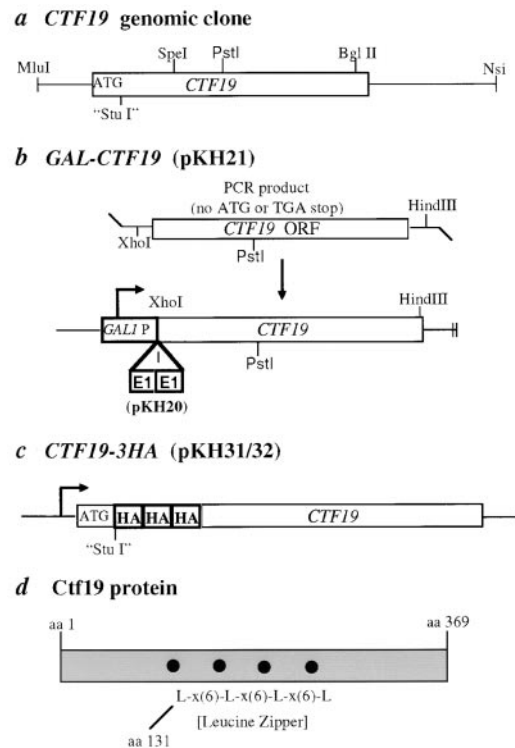 a CTF19 genomic clone
MluI SpeI PstI Bgl II Nsi
ATG CTF19
"Stu I"
b GAL-CTF19 (pKH21)
PCR product
(no ATG or TGA stop)
HindIII
XhoI CTF19 ORF
PstI
XhoI HindIII
GAL1 P CTF19
PstI
E1 E1
(pKH20)
c CTF19-3HA (pKH31/32)
ATG HA HA HA CTF19
"Stu I"
d Ctf19 protein
aa 1 aa 369
L-x(6)-L-x(6)-L-x(6)-L
[Leucine Zipper]
aa 131